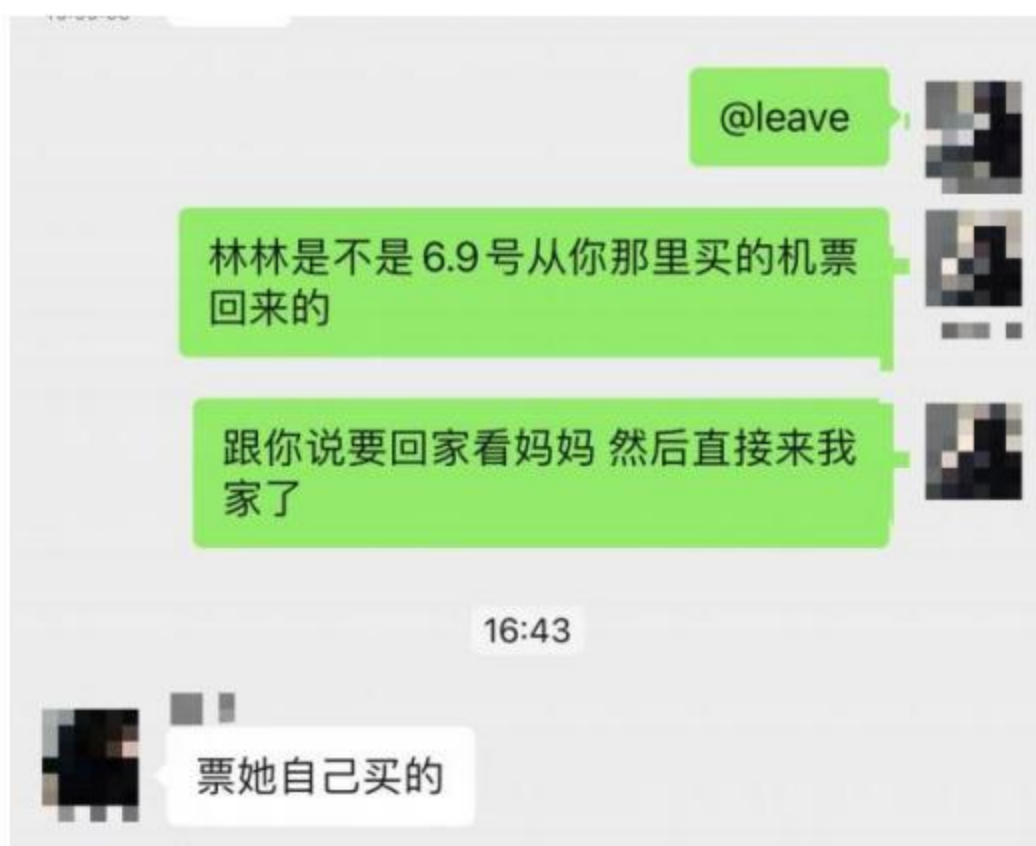 @leave
林林是不是6.9号从你那里买的机票
回来的
跟你说要回家看妈妈 然后直接来我
家了
16:43
票她自己买的